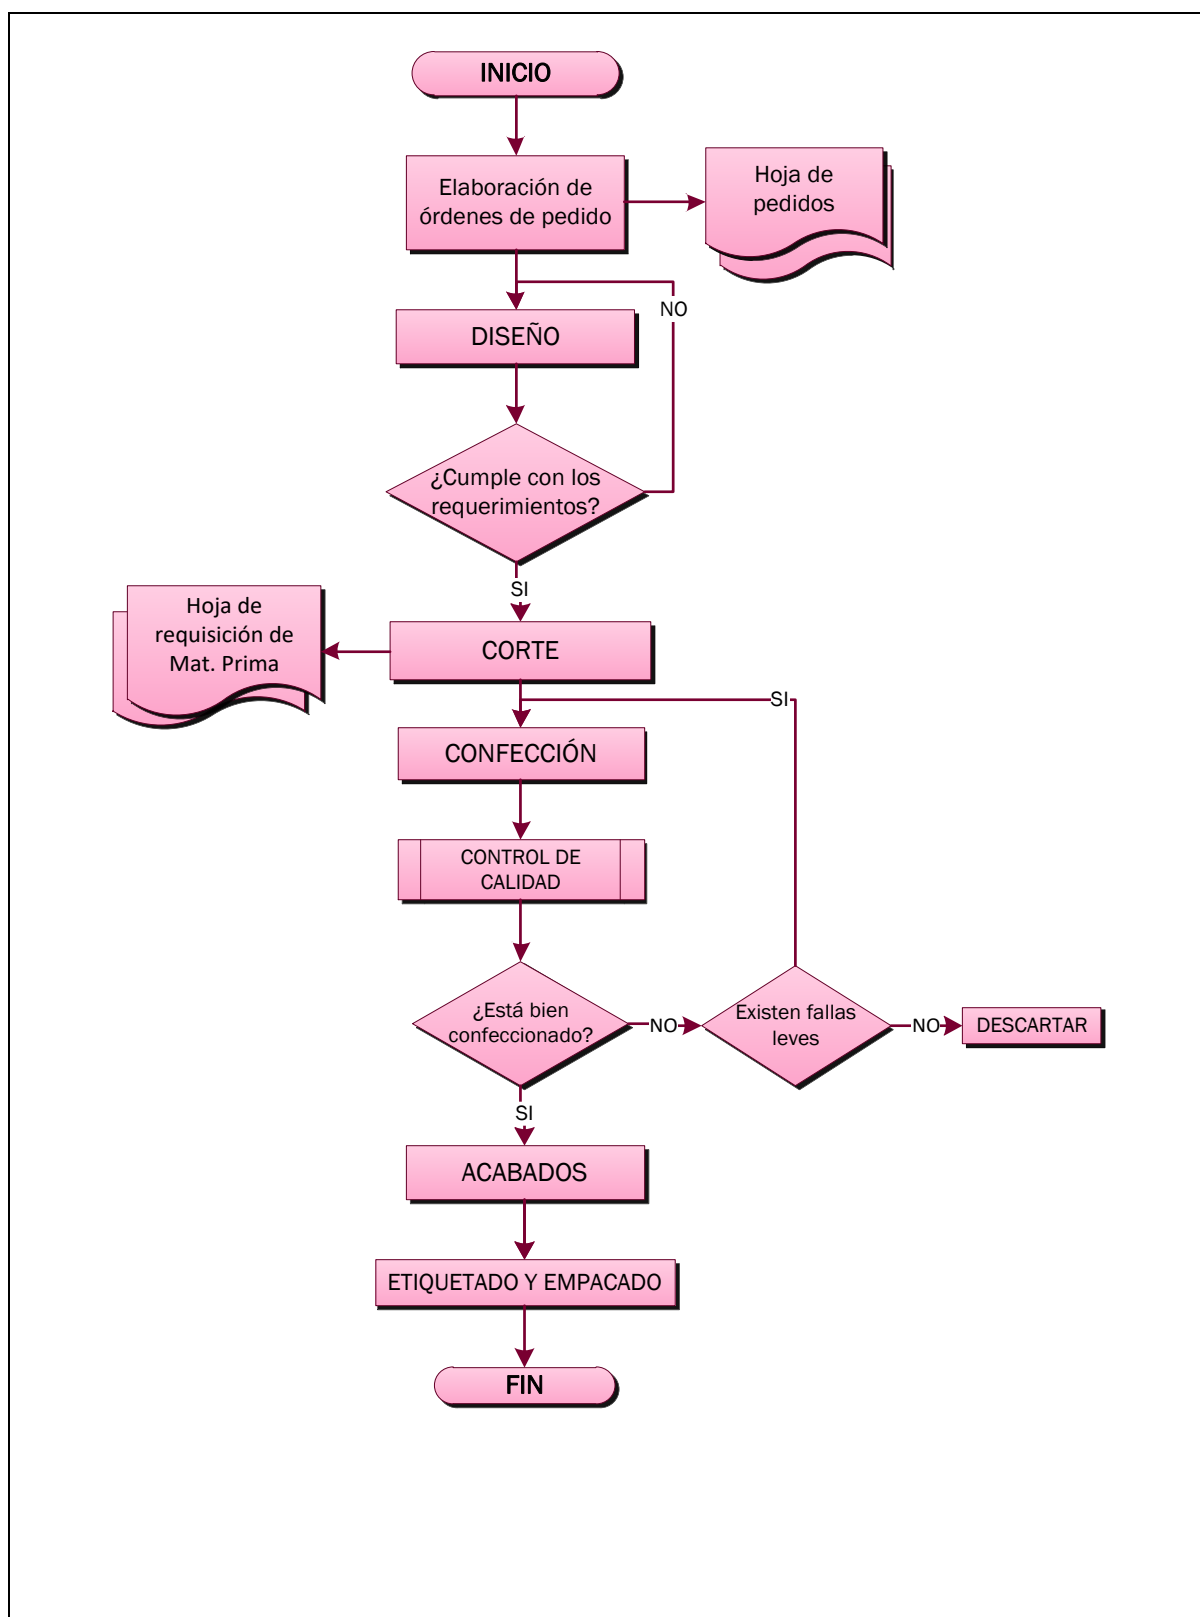 INICIO
Elaboración de
órdenes de pedido
Hoja de
pedidos
NO
DISEÑO
¿Cumple con los
requerimientos?
SI
Hoja de
requisición de
Mat. Prima
CORTE
SI
CONFECCIÓN
CONTROL DE
CALIDAD
¿Está bien
confeccionado?
NO
Existen fallas
leves
NO
DESCARTAR
SI
ACABADOS
ETIQUETADO Y EMPACADO
FIN